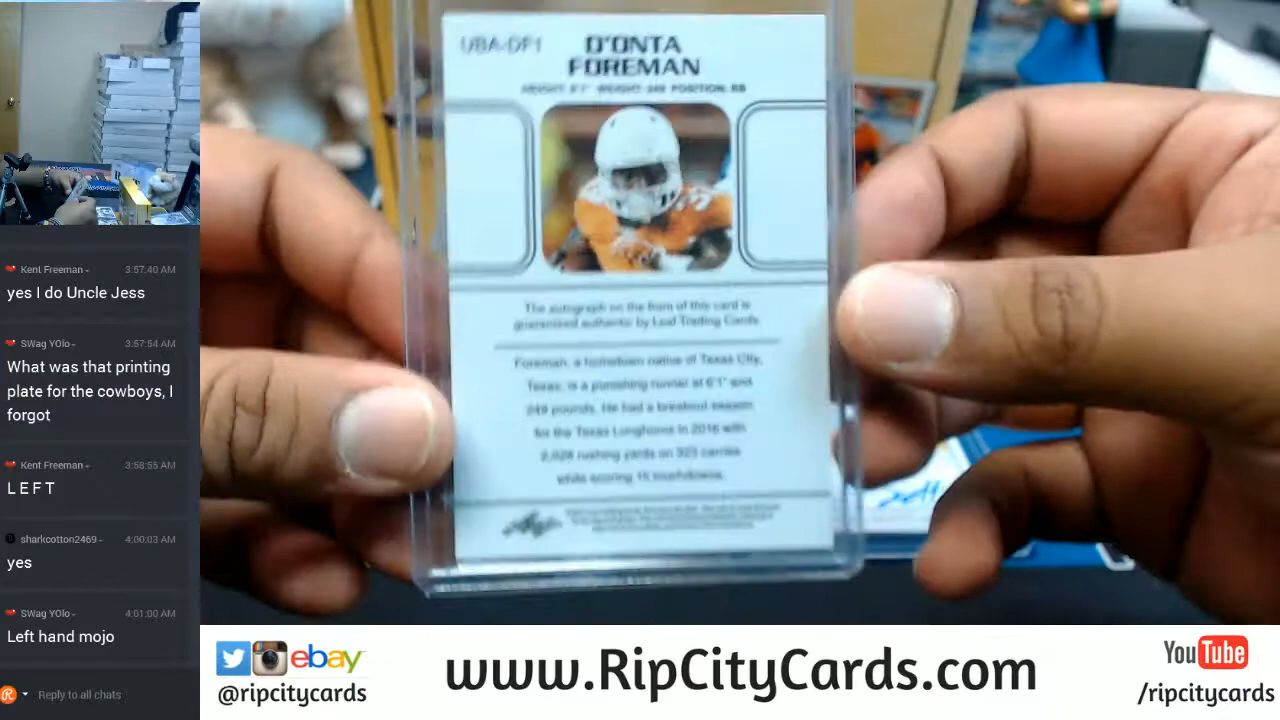 Kent Freeman 3:57:40 AM
yes I do Uncle Jess
SWag YOlo 3:57:54 AM
What was that printing
plate for the cowboys, I
forgot
Kent Freeman 3:58:55 AM
L E F T
sharkcotton2469 4:00:03 AM
yes
SWag YOlo 4:01:00 AM
Left hand mojo
Reply to all chats
UBA-DF1
D'ONTA
FOREMAN
HEIGHT: 6'1" WEIGHT: 249 POSITION: RB
The autograph on the front of this card is
guaranteed authentic by Leaf Trading Cards.
Foreman, a hometown native of Texas City,
Texas, is a punishing runner at 6'1" and
249 pounds. He had a breakout season
for the Texas Longhorns in 2016 with
2,028 rushing yards on 323 carries
while scoring 15 touchdowns.
ebay
@ripcitycards
www.RipCityCards.com
YouTube
/ripcitycards